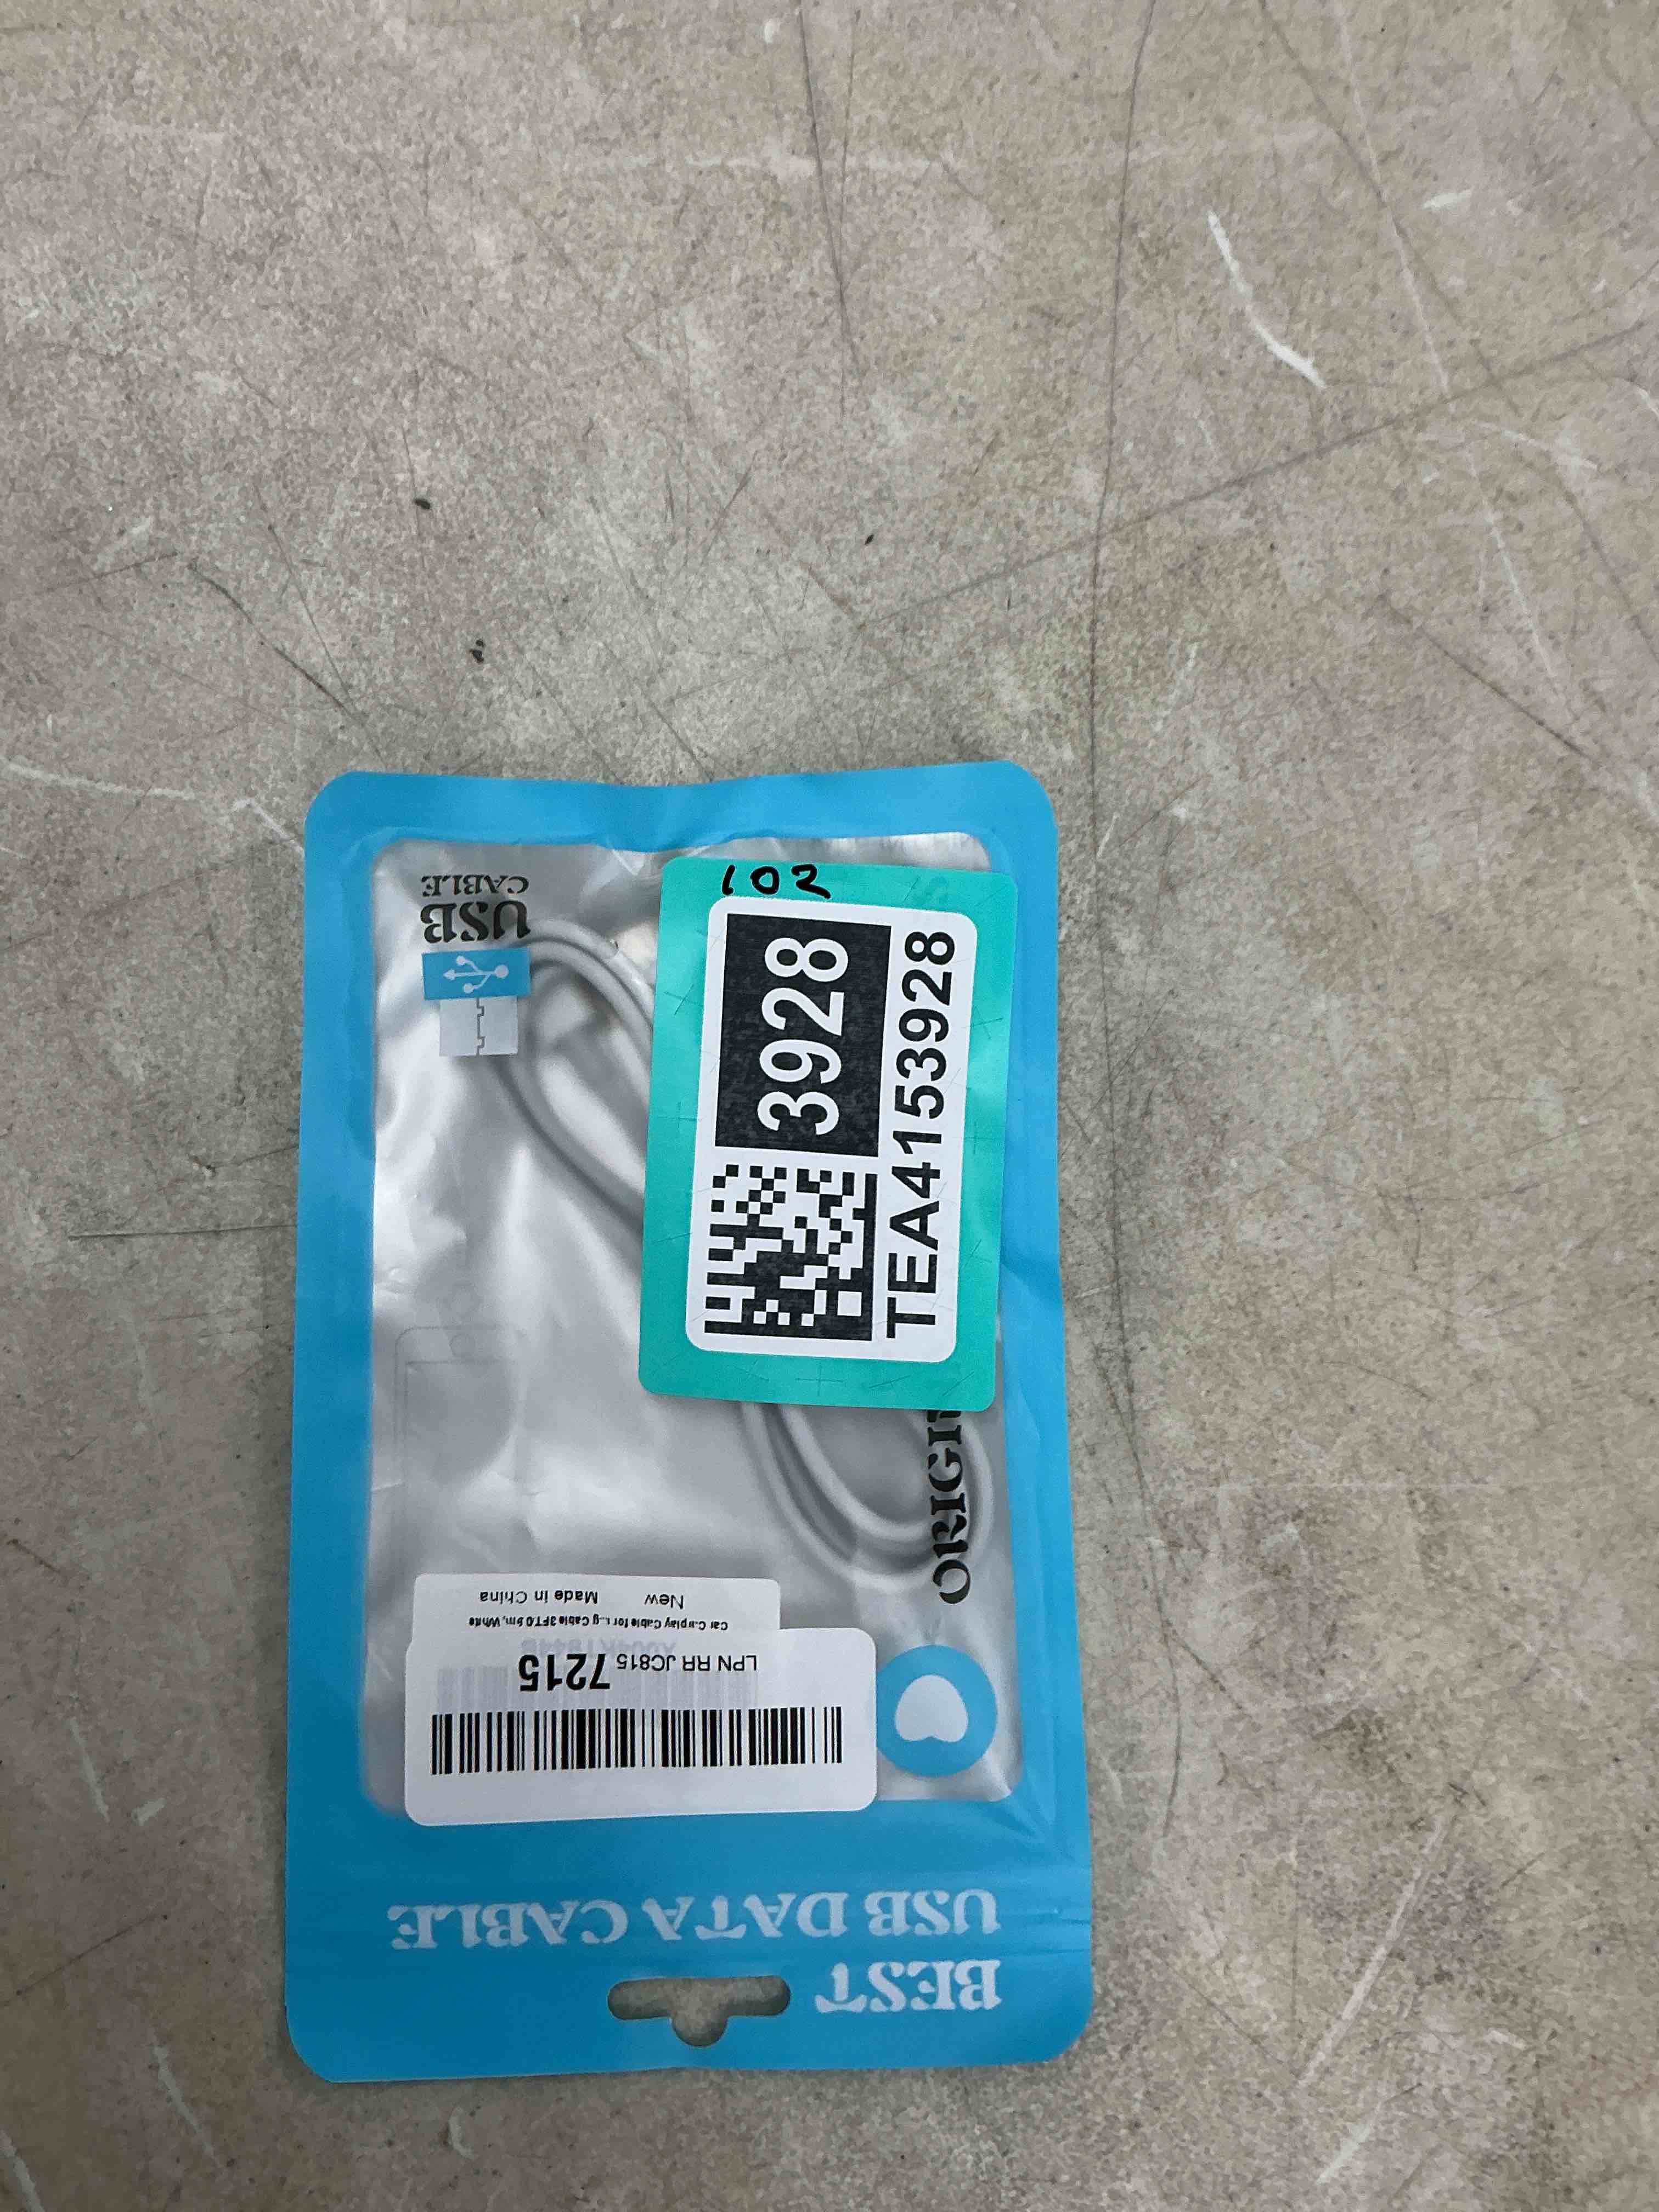 102
3928
TEA4153928
BEST
USB DATA CABLE
LPN RR JC815 7215
Car C...rplay Cable for i...g Cable 3FT,0.9m, White
New Made in China
ORIGI
USB
CABLE